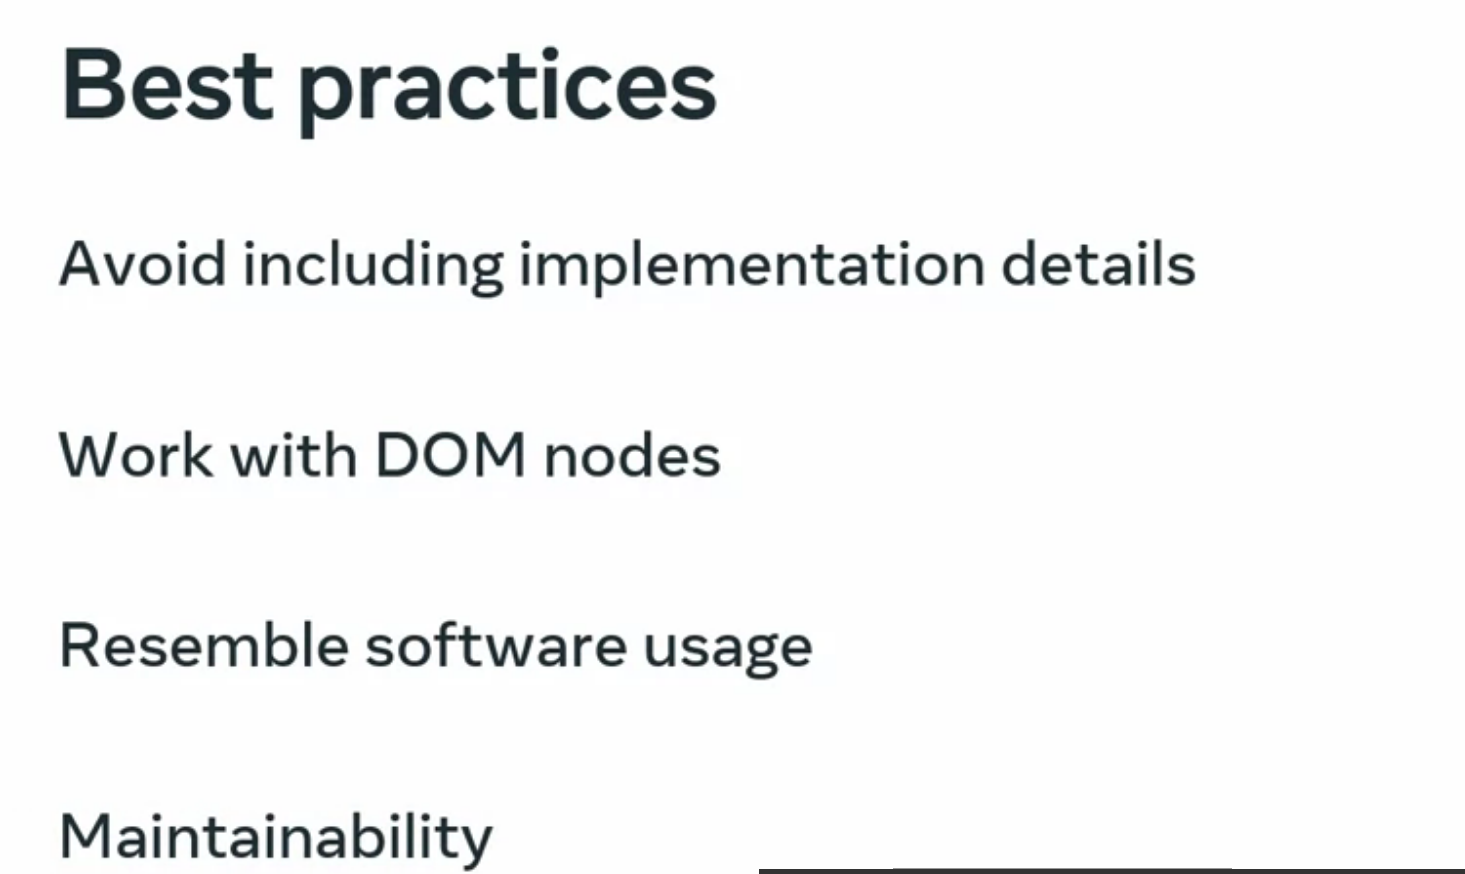 Best practices
Avoid including implementation details
Work with DOM nodes
Resemble software usage
Maintainability